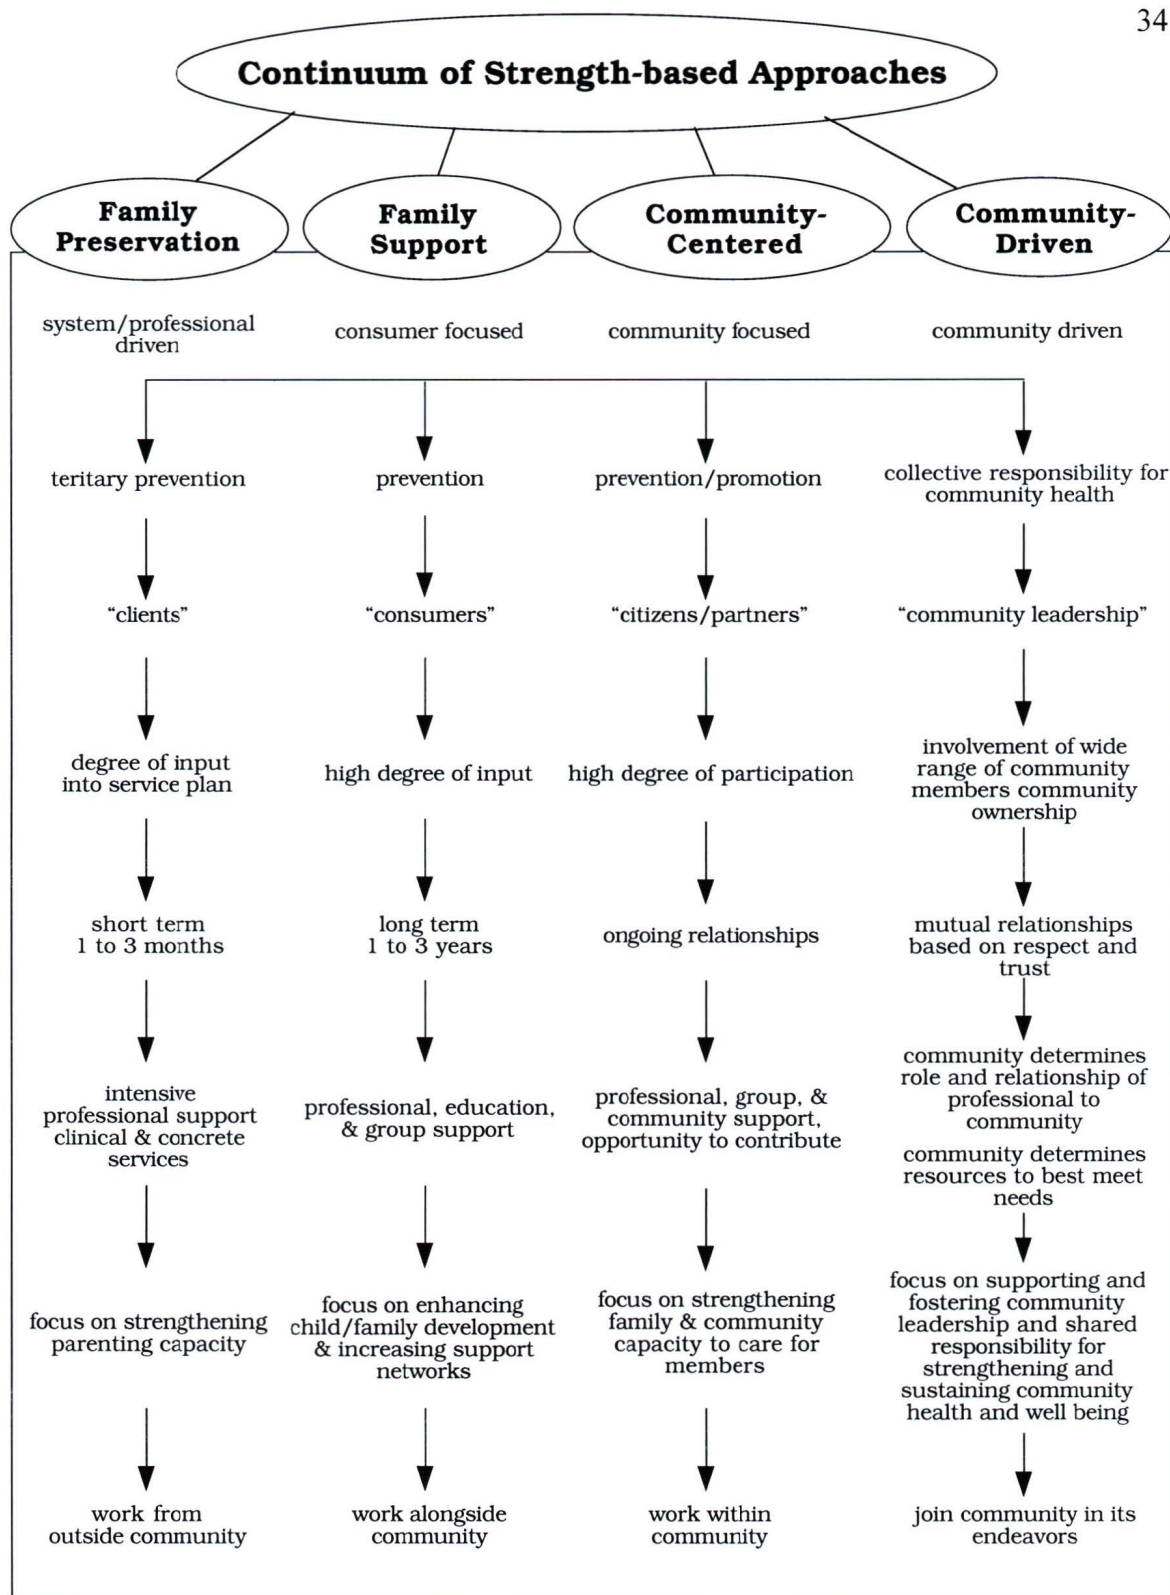 34
Continuum of Strength-based Approaches
Family
Preservation
Family
Support
Community-
Centered
Community-
Driven
system/professional
driven
consumer focused
community focused
community driven
teritary prevention
prevention
prevention/promotion
collective responsibility for
community health
“clients”
“consumers”
“citizens/partners”
“community leadership”
degree of input
into service plan
high degree of input
high degree of participation
involvement of wide
range of community
members community
ownership
short term
1 to 3 months
long term
1 to 3 years
ongoing relationships
mutual relationships
based on respect and
trust
intensive
professional support
clinical & concrete
services
professional, education,
& group support
professional, group, &
community support,
opportunity to contribute
community determines
role and relationship of
professional to
community
community determines
resources to best meet
needs
focus on strengthening
parenting capacity
focus on enhancing
child/family development
& increasing support
networks
focus on strengthening
family & community
capacity to care for
members
focus on supporting and
fostering community
leadership and shared
responsibility for
strengthening and
sustaining community
health and well being
work from
outside community
work alongside
community
work within
community
join community in its
endeavors